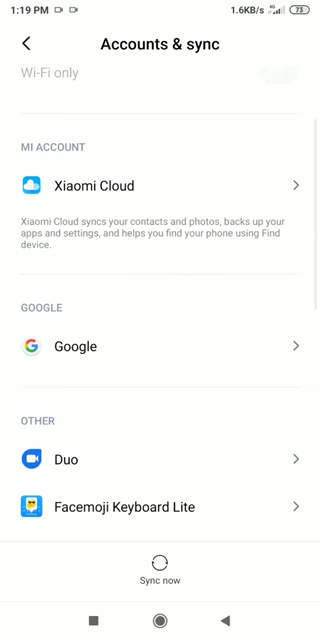 1:19 PM
1.6KB/s 4G 73
Accounts & sync
Wi-Fi only
MI ACCOUNT
Xiaomi Cloud
Xiaomi Cloud syncs your contacts and photos, backs up your
apps and settings, and helps you find your phone using Find
device.
GOOGLE
Google
OTHER
Duo
Facemoji Keyboard Lite
Sync now